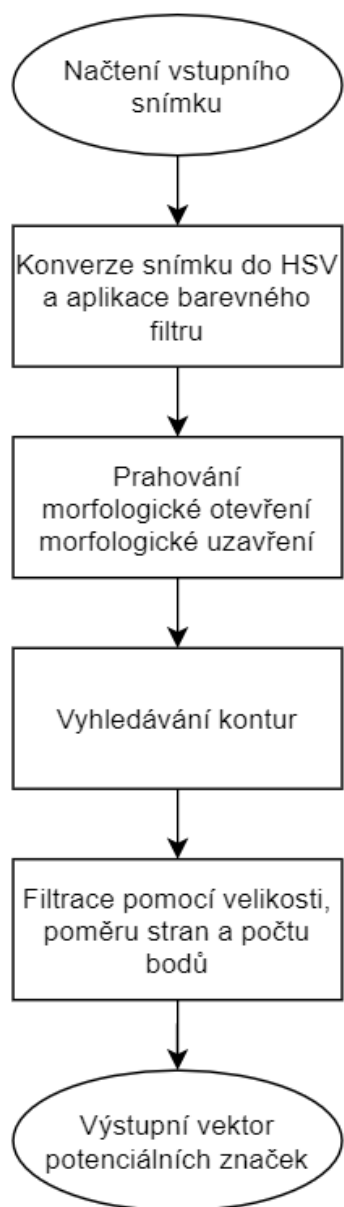 Načtení vstupního
snímku
Konverze snímku do HSV
a aplikace barevného
filtru
Prahování
morfologické otevření
morfologické uzavření
Vyhledávání kontur
Filtrace pomocí velikosti,
poměru stran a počtu
bodů
Výstupní vektor
potenciálních značek